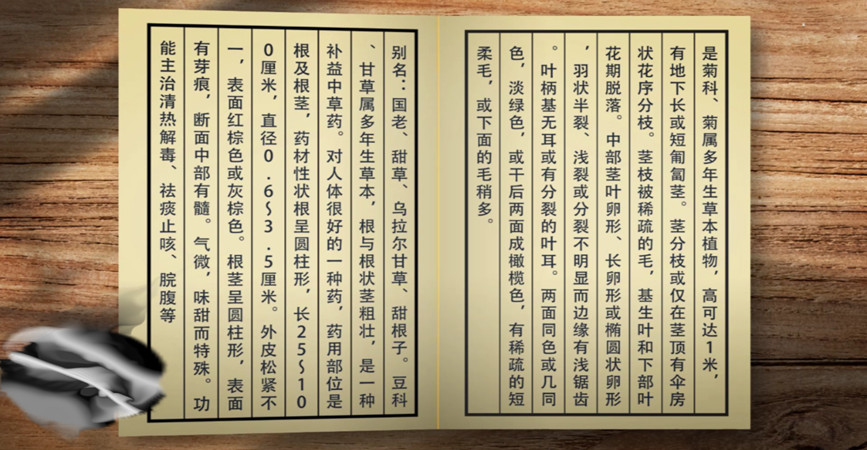 是菊科、菊属多年生草本植物，高可达1米，
有地下长或短匍匐茎。茎分枝或仅在茎顶有伞房
状花序分枝。茎枝被稀疏的毛，基生叶和下部叶
花期脱落。中部茎叶卵形、长卵形或椭圆状卵形
，羽状半裂、浅裂或分裂不明显而边缘有浅锯齿
。叶柄基无耳或有分裂的叶耳。两面同色或几同
色，淡绿色，或干后两面成橄榄色，有稀疏的短
柔毛，或下面的毛稍多。
别名：国老、甜草、乌拉尔甘草、甜根子。豆科
、甘草属多年生草本，根与根状茎粗壮，是一种
补益中草药。对人体很好的一种药，药用部位是
根及根茎，药材性状根呈圆柱形，长25～10
0厘米，直径0.6～3.5厘米。外皮松紧不
一，表面红棕色或灰棕色。根茎呈圆柱形，表面
有芽痕，断面中部有髓。气微，味甜而特殊。功
能主治清热解毒、祛痰止咳、脘腹等